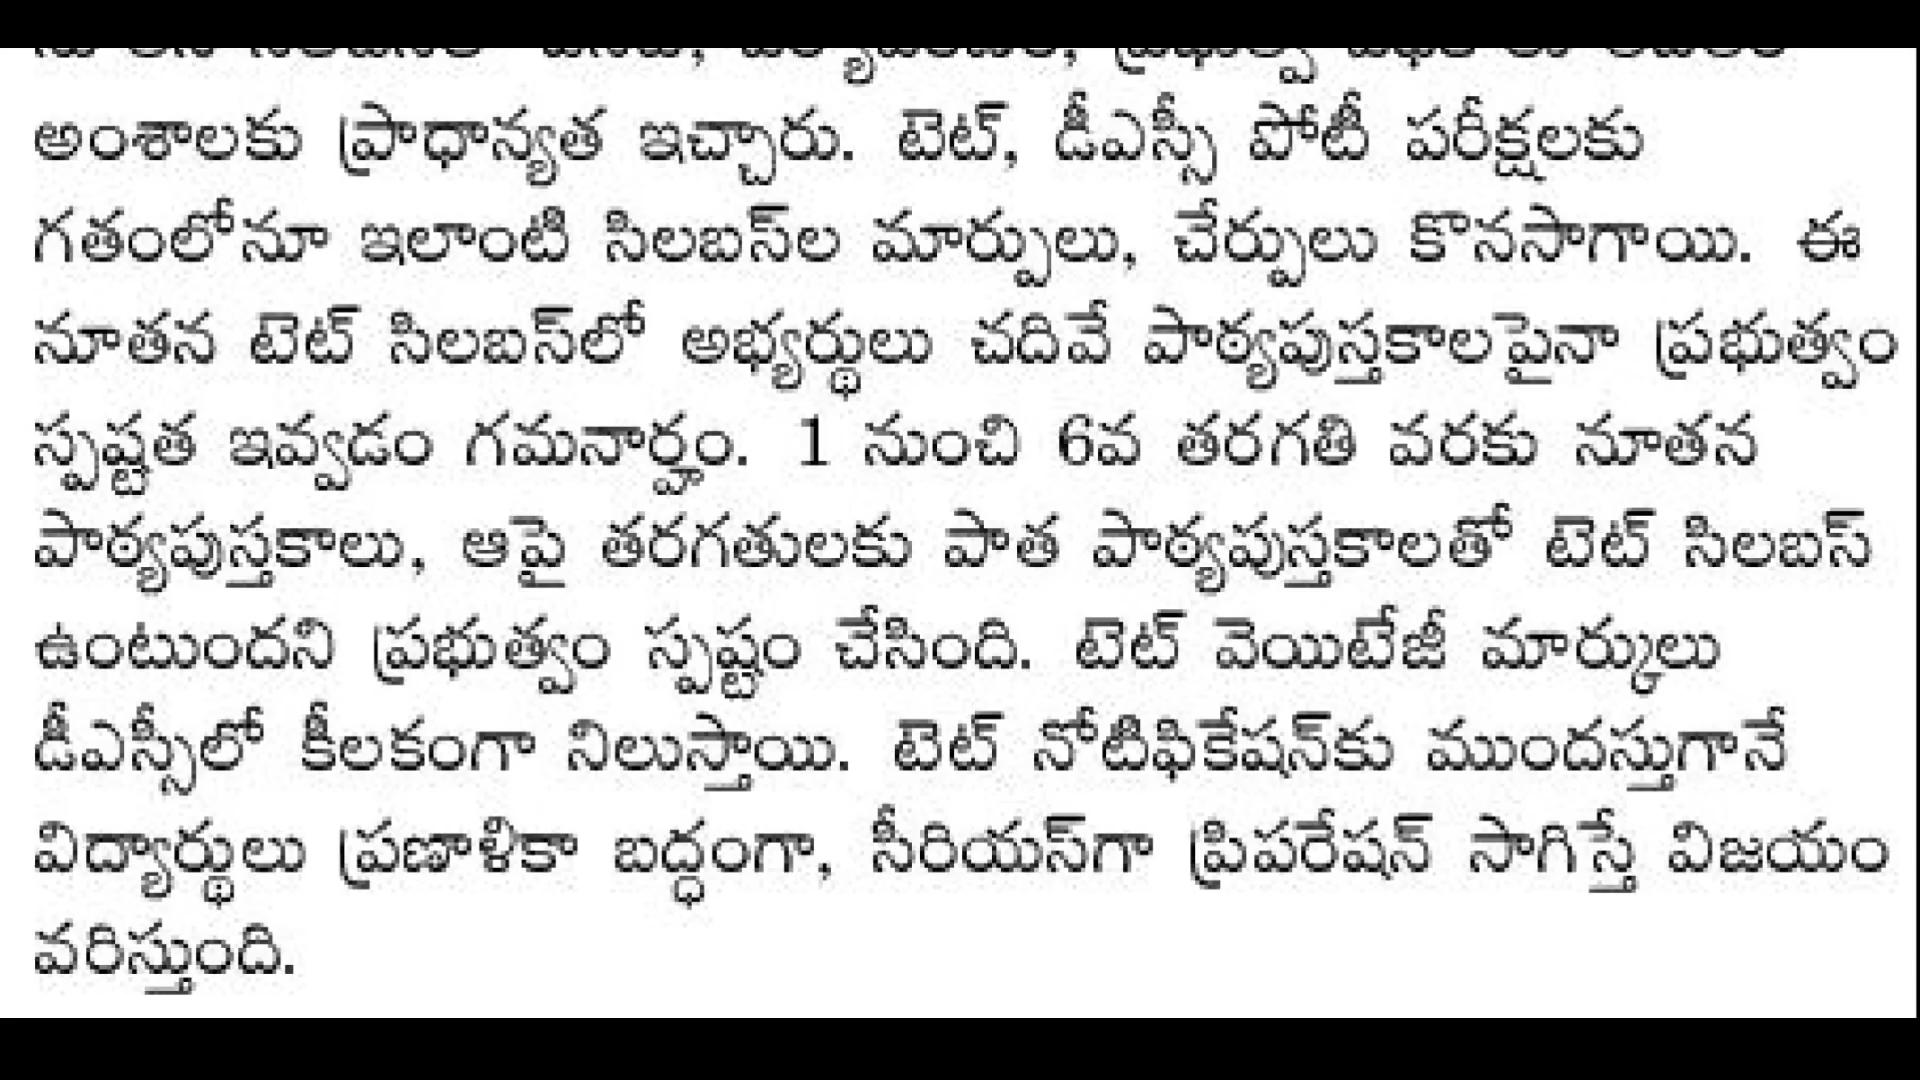 అంశాలకు ప్రాధాన్యత ఇచ్చారు. టెట్, డీఎస్సీ పోటీ పరీక్షలకు
గతంలోనూ ఇలాంటి సిలబస్‌ల మార్పులు, చేర్పులు కొనసాగాయి. ఈ
నూతన టెట్ సిలబస్‌లో అభ్యర్థులు చదివే పాఠ్యపుస్తకాలపైనా ప్రభుత్వం
స్పష్టత ఇవ్వడం గమనార్హం. 1 నుంచి 6వ తరగతి వరకు నూతన
పాఠ్యపుస్తకాలు, ఆపై తరగతులకు పాత పాఠ్యపుస్తకాలతో టెట్ సిలబస్
ఉంటుందని ప్రభుత్వం స్పష్టం చేసింది. టెట్ వెయిటేజీ మార్కులు
డీఎస్సీలో కీలకంగా నిలుస్తాయి. టెట్ నోటిఫికేషన్‌కు ముందస్తుగానే
విద్యార్థులు ప్రణాళికా బద్ధంగా, సీరియస్‌గా ప్రిపరేషన్ సాగిస్తే విజయం
వరిస్తుంది.